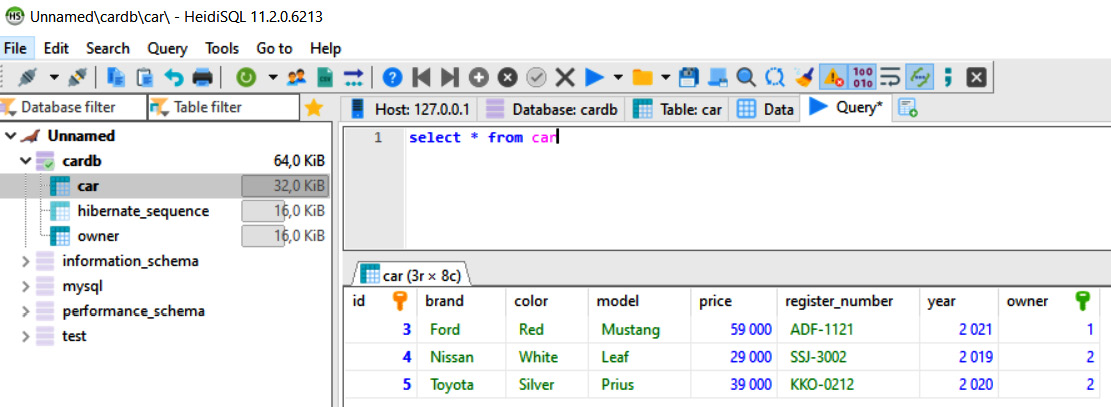 Unnamed\cardb\car\ - HeidiSQL 11.2.0.6213
File Edit Search Query Tools Go to Help
Database filter Table filter Host: 127.0.0.1 Database: cardb Table: car Data Query*
Unnamed
cardb 64,0 KiB
car 32,0 KiB
hibernate_sequence 16,0 KiB
owner 16,0 KiB
information_schema
mysql
performance_schema
test
1 select * from car
car (3r × 8c)
id brand color model price register_number year owner
3 Ford Red Mustang 59 000 ADF-1121 2 021 1
4 Nissan White Leaf 29 000 SSJ-3002 2 019 2
5 Toyota Silver Prius 39 000 KKO-0212 2 020 2